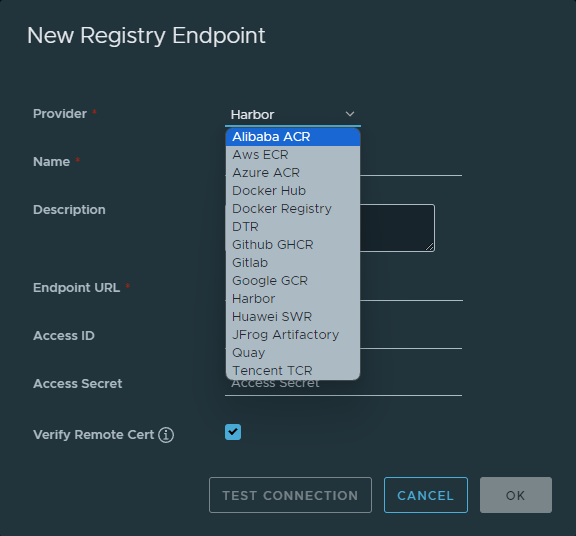 New Registry Endpoint
Provider *
Harbor
Alibaba ACR
Aws ECR
Azure ACR
Docker Hub
Docker Registry
DTR
Github GHCR
Gitlab
Google GCR
Harbor
Huawei SWR
JFrog Artifactory
Quay
Tencent TCR
Name *
Description
Endpoint URL *
Access ID
Access Secret
Access Secret
Verify Remote Cert
TEST CONNECTION
CANCEL
OK